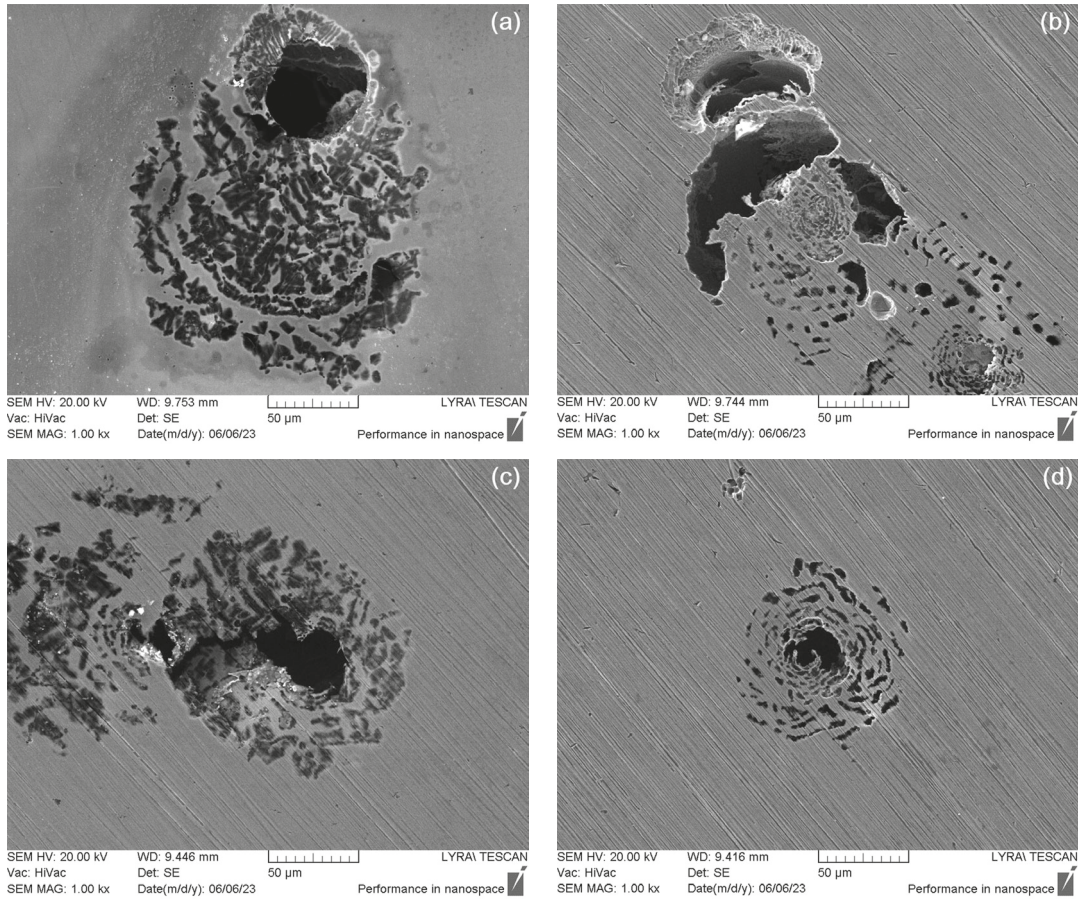 (a)
SEM HV: 20.00 kV WD: 9.753 mm LYRA\ TESCAN
Vac: HiVac Det: SE 50 µm
SEM MAG: 1.00 kx Date(m/d/y): 06/06/23 Performance in nanospace
(b)
SEM HV: 20.00 kV WD: 9.744 mm LYRA\ TESCAN
Vac: HiVac Det: SE 50 µm
SEM MAG: 1.00 kx Date(m/d/y): 06/06/23 Performance in nanospace
(c)
SEM HV: 20.00 kV WD: 9.446 mm LYRA\ TESCAN
Vac: HiVac Det: SE 50 µm
SEM MAG: 1.00 kx Date(m/d/y): 06/06/23 Performance in nanospace
(d)
SEM HV: 20.00 kV WD: 9.416 mm LYRA\ TESCAN
Vac: HiVac Det: SE 50 µm
SEM MAG: 1.00 kx Date(m/d/y): 06/06/23 Performance in nanospace